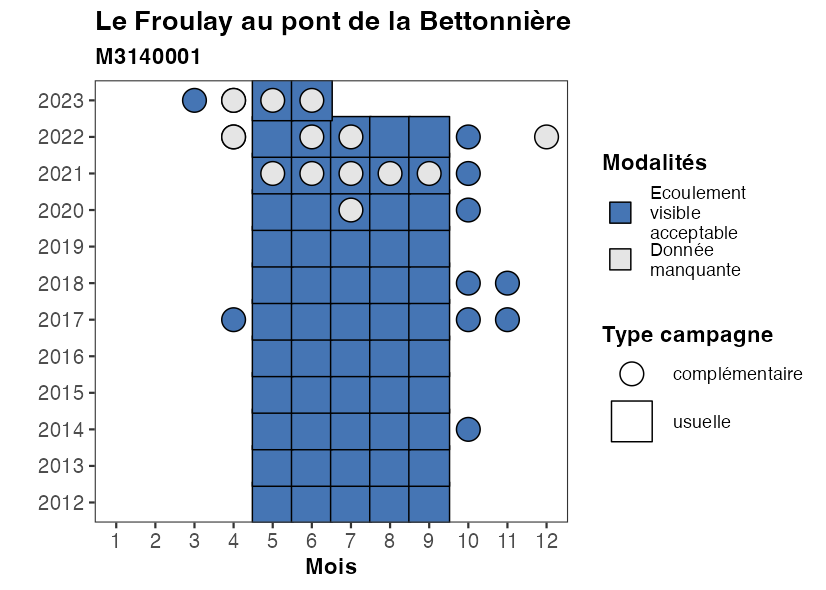 Le Froulay au pont de la Bettonnière
M3140001
2023
2022
2021
2020
2019
2018
2017
2016
2015
2014
2013
2012
1 2 3 4 5 6 7 8 9 10 11 12
Mois
Modalités
Ecoulement
visible
acceptable
Donnée
manquante
Type campagne
complémentaire
usuelle